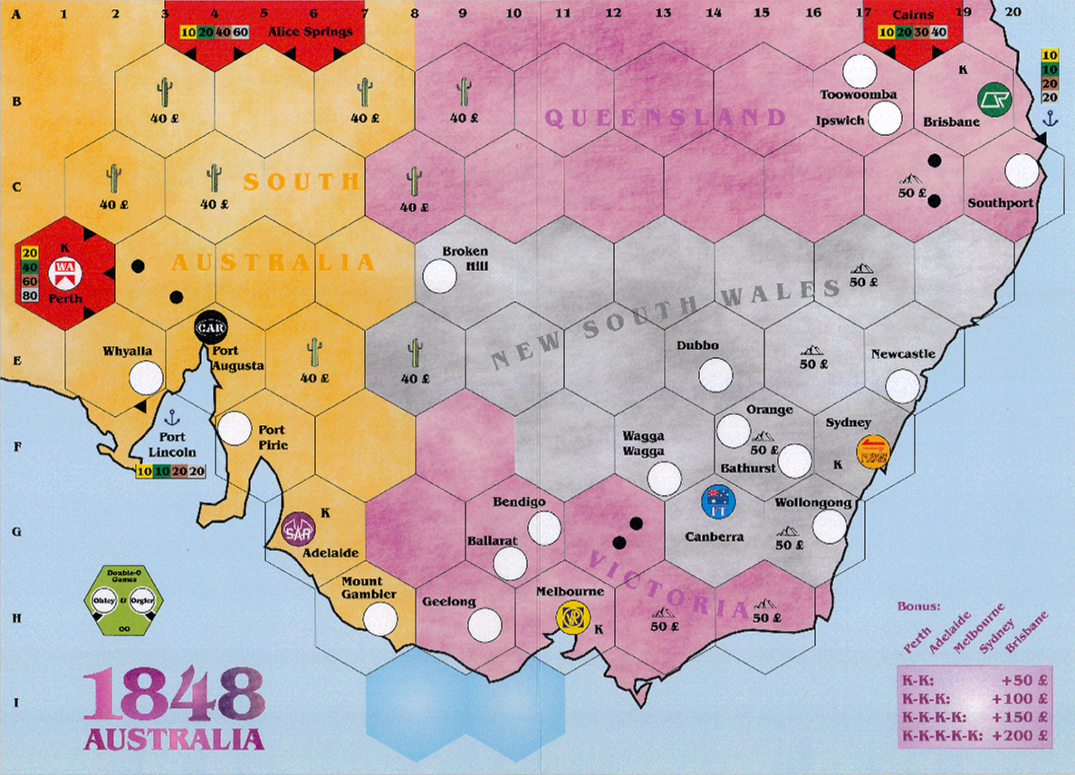 A 1 2 3 4 5 6 7 8 9 10 11 12 13 14 15 16 17 18 19 20
10 20 40 60 Alice Springs
Cairns
10 20 30 40
B
40 £
40 £
40 £
QUEENSLAND
Toowoomba
Ipswich
K
Brisbane
10
10
20
20
C
40 £
40 £
SOUTH
40 £
50 £
Southport
K
WA
Perth
20
40
60
80
AUSTRALIA
Broken
Hill
50 £
NEW SOUTH WALES
E
Whyalla
CAR
Port
Augusta
40 £
40 £
Dubbo
50 £
Newcastle
F
Port
Lincoln
10 10 20 20
Port
Pirie
Wagga
Wagga
Orange
50 £
Bathurst
Sydney
K
G
SAR
K
Adelaide
Bendigo
Ballarat
VICTORIA
FT
Canberra
Wollongong
50 £
H
Mount
Gambler
Geelong
Melbourne
VR
K
50 £
50 £
Double-O
Games
Ohley & Orgler
OO
I
1848
AUSTRALIA
Bonus:
Perth
Adelaide
Melbourne
Sydney
Brisbane
K-K: +50 £
K-K-K: +100 £
K-K-K-K: +150 £
K-K-K-K-K: +200 £